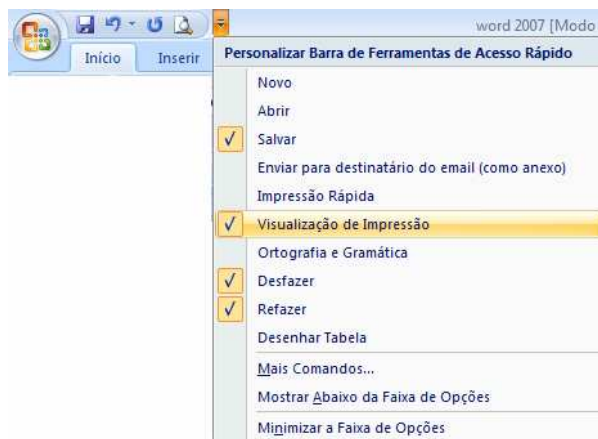 word 2007 [Modo
Início Inserir
Personalizar Barra de Ferramentas de Acesso Rápido
Novo
Abrir
Salvar
Enviar para destinatário do email (como anexo)
Impressão Rápida
Visualização de Impressão
Ortografia e Gramática
Desfazer
Refazer
Desenhar Tabela
Mais Comandos...
Mostrar Abaixo da Faixa de Opções
Minimizar a Faixa de Opções